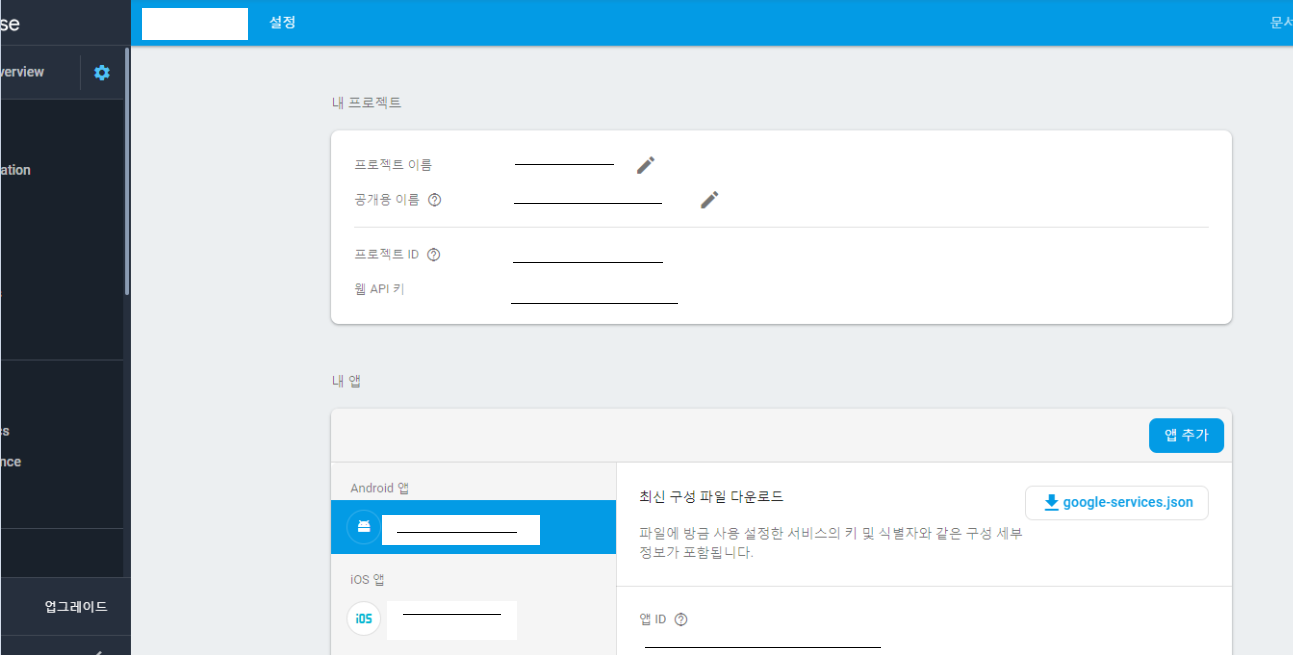 se
설정
문서
verview
ation
cs
nce
업그레이드
내 프로젝트
프로젝트 이름
공개용 이름
프로젝트 ID
웹 API 키
내 앱
앱 추가
Android 앱
iOS 앱
iOS
최신 구성 파일 다운로드
google-services.json
파일에 방금 사용 설정한 서비스의 키 및 식별자와 같은 구성 세부
정보가 포함됩니다.
앱 ID